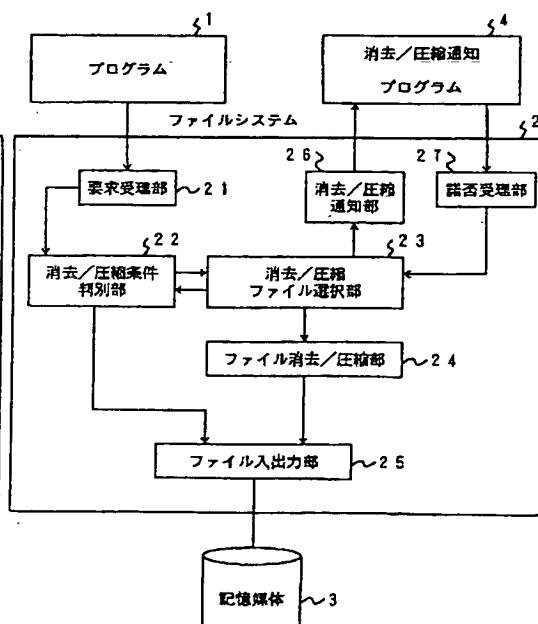 1
プログラム
4
消去/圧縮通知
プログラム
ファイルシステム
2
要求受理部
21
26
消去/圧縮
通知部
27
諾否受理部
22
消去/圧縮条件
判別部
23
消去/圧縮
ファイル選択部
ファイル消去/圧縮部
24
ファイル入出力部
25
記憶媒体
3